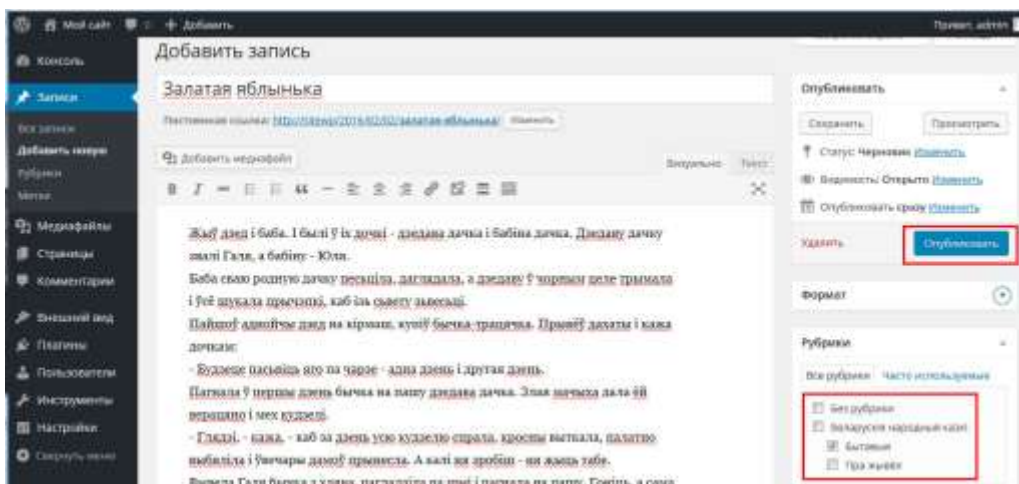 Мой сайт
Добавить
Привет, admin
Консоль
Записи
Все записи
Добавить новую
Рубрики
Метки
Медиафайлы
Страницы
Комментарии
Внешний вид
Плагины
Пользователи
Инструменты
Настройки
Свернуть меню
Добавить запись
Залатая яблынька
Постоянная ссылка: Изменить
Добавить медиафайл
Визуально Текст
Жыў дзед і баба. І былі ў іх дочкі - дзедава дачка і бабіна дачка. Дзедаву дачку
звалі Галя, а бабіну - Юля.
Баба сваю родную дачку песціла, даглядала, а дзедаву ў чорным целе трымала
і ўсё шукала прычэпкі, каб із свету зьвесьці.
Пайшоў аднойчы дзед на кірмаш, купіў бычка-трацячка. Прывёў дахаты і кажа
дочкам:
- Будзеце пасьвіць яго па чарзе - адна дзень і другая дзень.
Пагнала ў першы дзень бычка на пашу дзедава дачка. Злая мачыха дала ёй
верацяно і мех кудзелі.
- Глядзі, - кажа, - каб за дзень усю кудзелю спрала, кросны выткала, палатно
выбеліла і ўвечары дамоў прынесла. А калі ня зробіш - ня жыць табе.
Опубликовать
Сохранить Просмотреть
Статус: Черновик Изменить
Видимость: Открыто Изменить
Опубликовать сразу Изменить
Удалить Опубликовать
Формат
Рубрики
Все рубрики Часто используемые
Без рубрики
Беларускія народныя казкі
Бытавыя
Пра жывёл